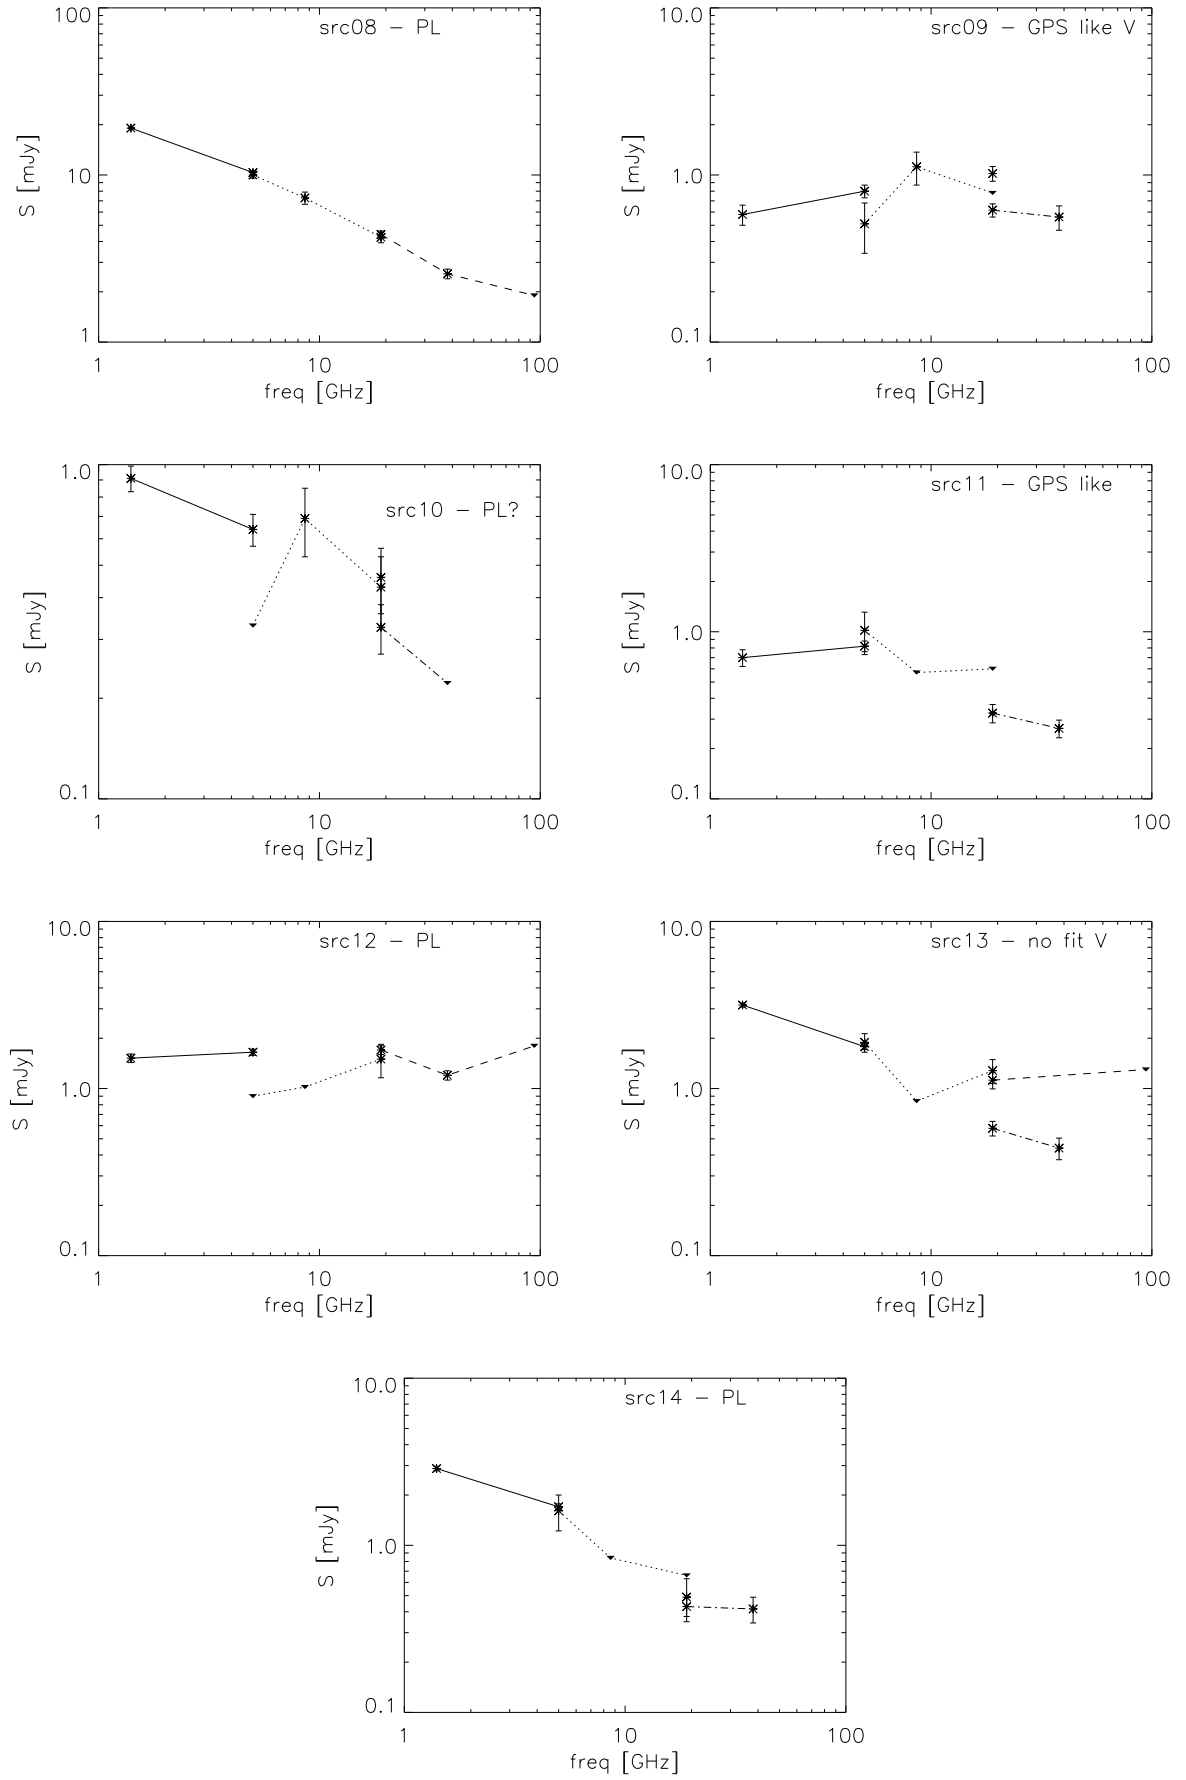 src08 – PL
100
10
1
S [mJy]
1 10 100
freq [GHz]
src09 – GPS like V
10.0
1.0
0.1
S [mJy]
1 10 100
freq [GHz]
src10 – PL?
1.0
0.1
S [mJy]
1 10 100
freq [GHz]
src11 – GPS like
10.0
1.0
0.1
S [mJy]
1 10 100
freq [GHz]
src12 – PL
10.0
1.0
0.1
S [mJy]
1 10 100
freq [GHz]
src13 – no fit V
10.0
1.0
0.1
S [mJy]
1 10 100
freq [GHz]
src14 – PL
10.0
1.0
0.1
S [mJy]
1 10 100
freq [GHz]